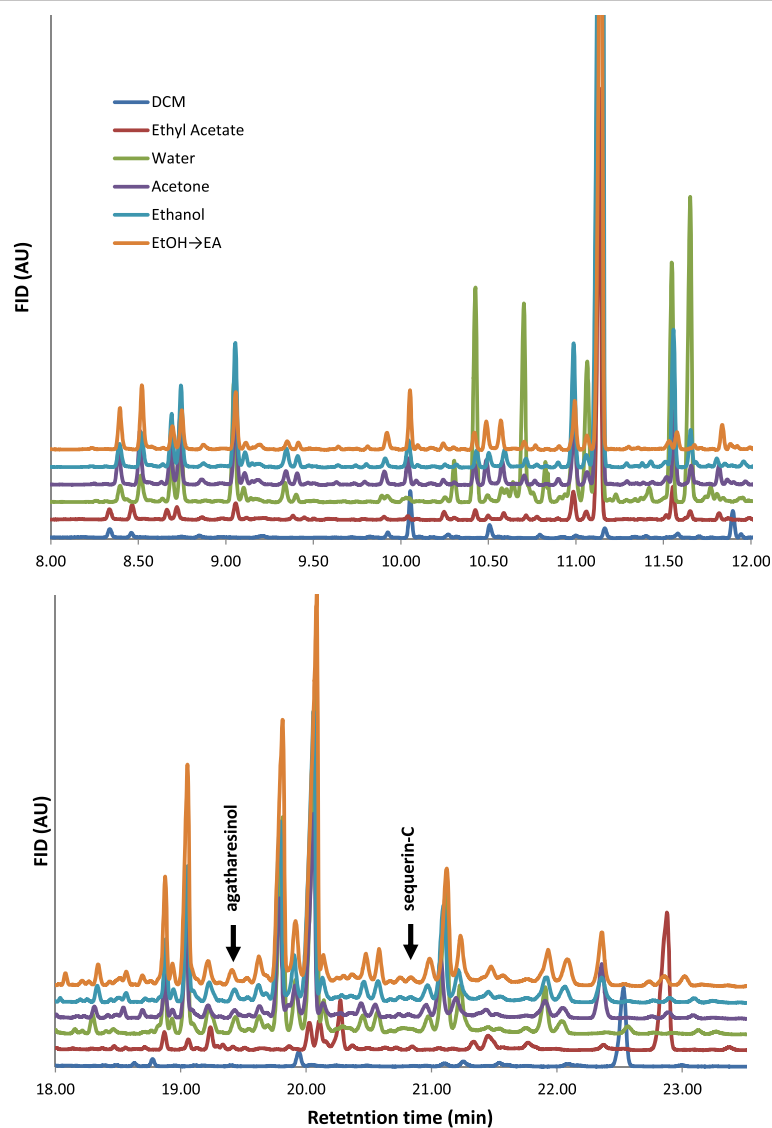 DCM
Ethyl Acetate
Water
Acetone
Ethanol
EtOH→EA
FID (AU)
8.00 8.50 9.00 9.50 10.00 10.50 11.00 11.50 12.00
agatharesinol
sequerin-C
FID (AU)
18.00 19.00 20.00 21.00 22.00 23.00
Retetntion time (min)